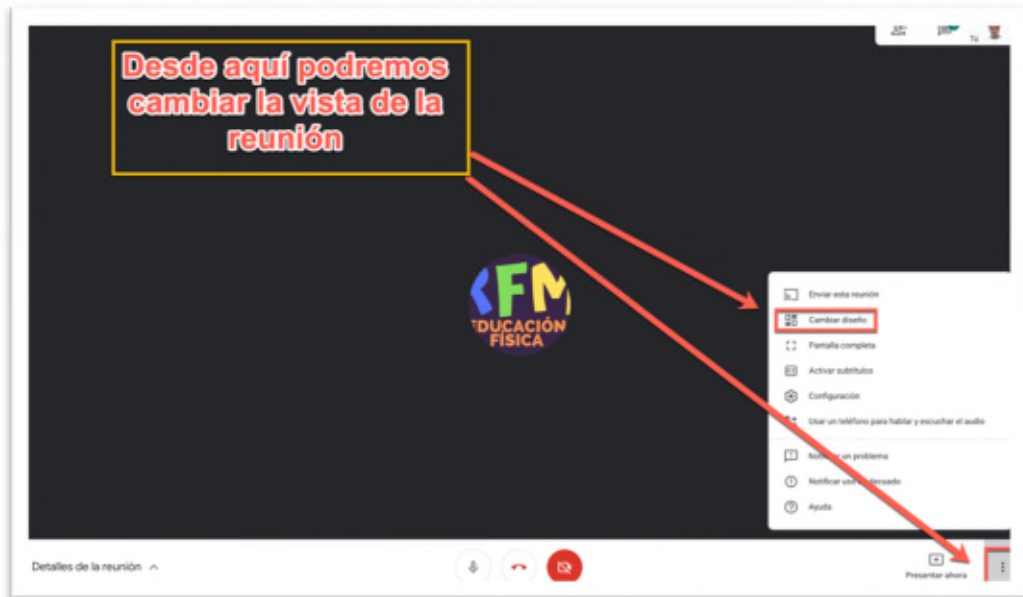 Desde aquí podremos
cambiar la vista de la
reunión
Tú
FM
EDUCACIÓN
FÍSICA
Enviar esta reunión
Cambiar diseño
Pantalla completa
Activar subtítulos
Configuración
Usar un teléfono para hablar y escuchar el audio
un problema
Notificar uso
Ayuda
Detalles de la reunión
Presentar ahora